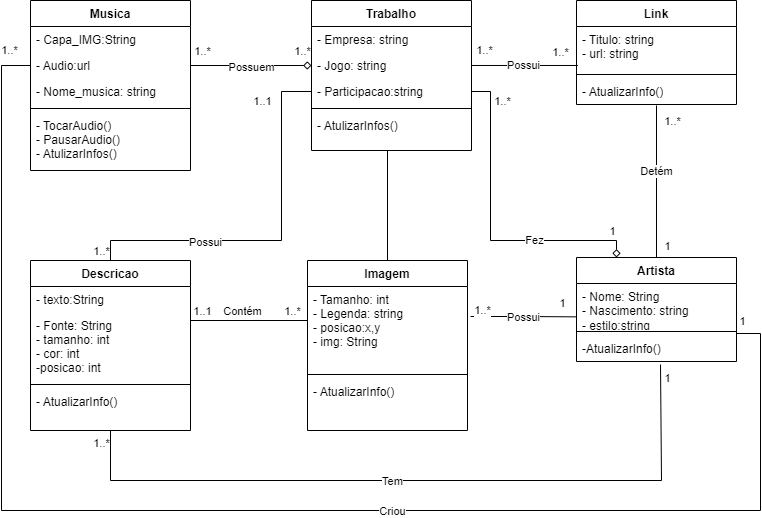 Musica
- Capa_IMG:String
- Audio:url
- Nome_musica: string
- TocarAudio()
- PausarAudio()
- AtulizarInfos()
1..*
1..*
Possuem
1..*
Trabalho
- Empresa: string
- Jogo: string
- Participacao:string
- AtulizarInfos()
1..1
1..*
Possui
1..*
1..*
Link
- Titulo: string
- url: string
- AtualizarInfo()
1..*
Detém
1
Possui
1..*
Fez
1
Descricao
- texto:String
- Fonte: String
- tamanho: int
- cor: int
-posicao: int
- AtualizarInfo()
1..1
Contém
1..*
Imagem
- Tamanho: int
- Legenda: string
- posicao:x,y
- img: String
- AtualizarInfo()
1..*
Possui
1
Artista
- Nome: String
- Nascimento: string
- estilo:string
-AtualizarInfo()
1
1
1..*
Tem
Criou